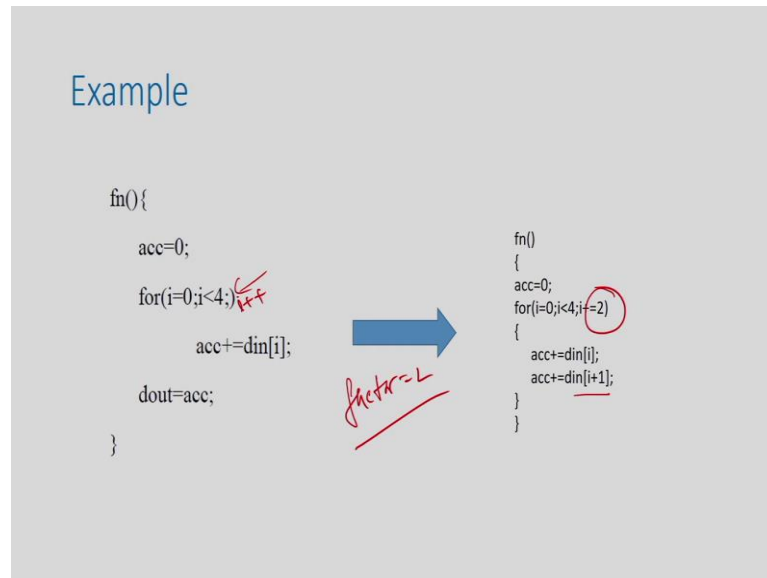 Example
fn(){
acc=0;
for(i=0;i<4;)i++
acc+=din[i];
dout=acc;
}
factor=2
fn()
{
acc=0;
for(i=0;i<4;i+=2)
{
acc+=din[i];
acc+=din[i+1];
}
}